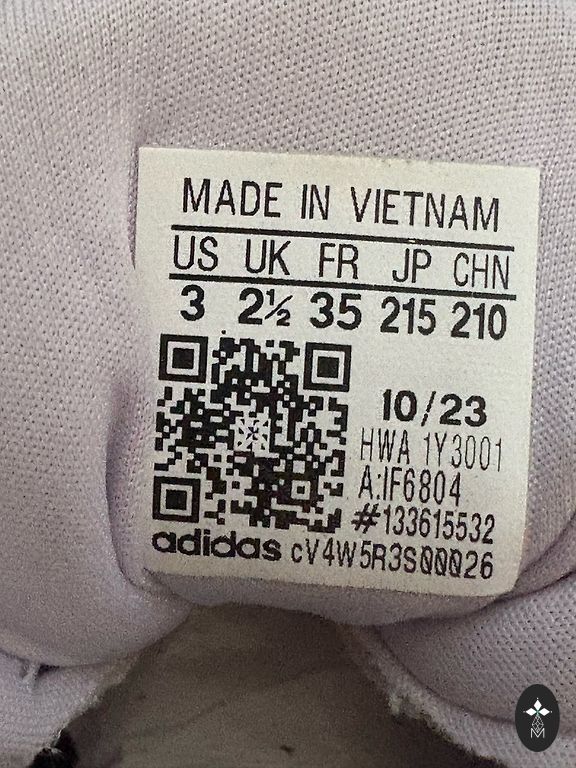 MADE IN VIETNAM
US UK FR JP CHN
3 2½ 35 215 210
10/23
HWA 1Y3001
A:IF6804
#133615532
adidas cV4W5R3S00026
M